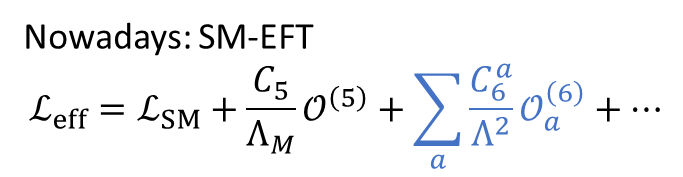 Nowadays: SM-EFT
ℒ_eff = ℒ_SM + C_5/Λ_M 𝒪^(5) + ∑_a C_6^a/Λ^2 𝒪_a^(6) + ⋯